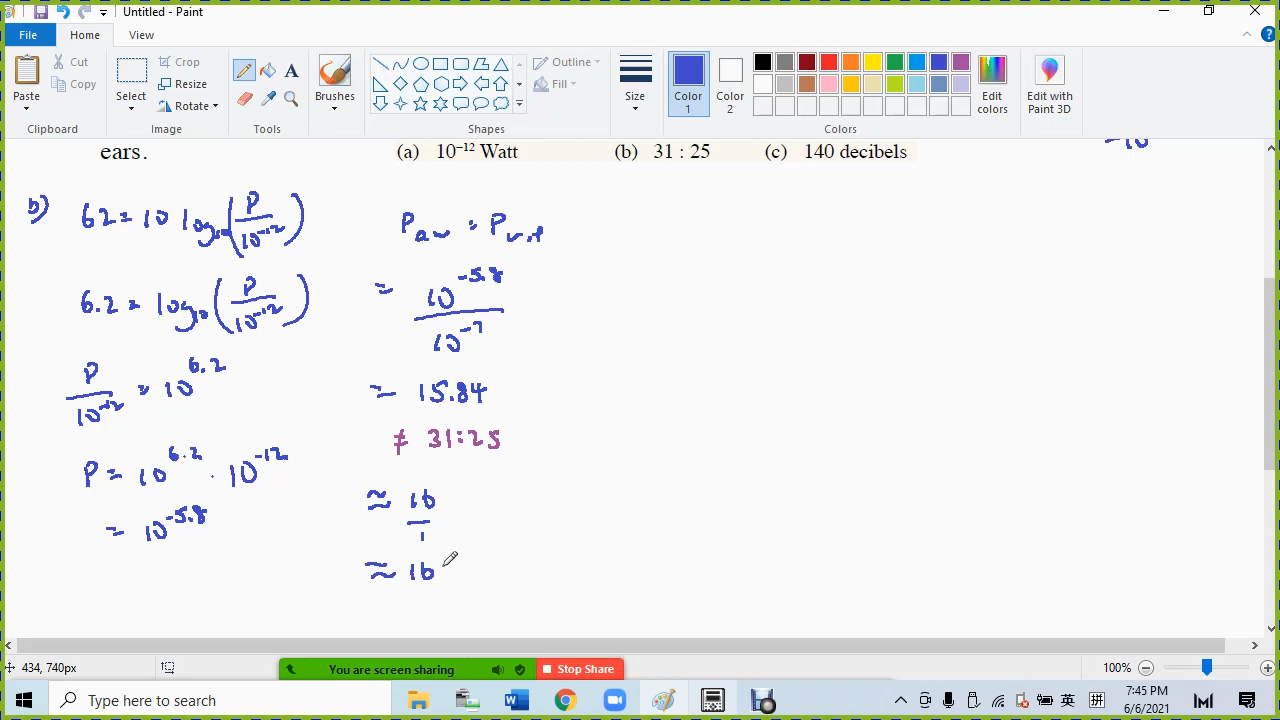 Untitled - Paint
File
Home
View
Paste
Cut
Copy
Clipboard
Select
Crop
Resize
Rotate
Image
A
Tools
Brushes
Shapes
Outline
Fill
Size
Color 1
Color 2
Edit colors
Colors
Edit with Paint 3D
ears.
(a) 10⁻¹² Watt (b) 31 : 25 (c) 140 decibels
b) 62 = 10 log₁₀(P/10⁻¹²)
6.2 = log₁₀(P/10⁻¹²)
P/10⁻¹² = 10^6.2
P = 10^6.2 · 10⁻¹²
= 10^-5.8
= 10^-5.8/10^-7
= 15.84
≠ 31:25
≈ 16/1
≈ 16
434, 740px
100%
You are screen sharing
Stop Share
Type here to search
英
拼
7:45 PM
6/6/2021